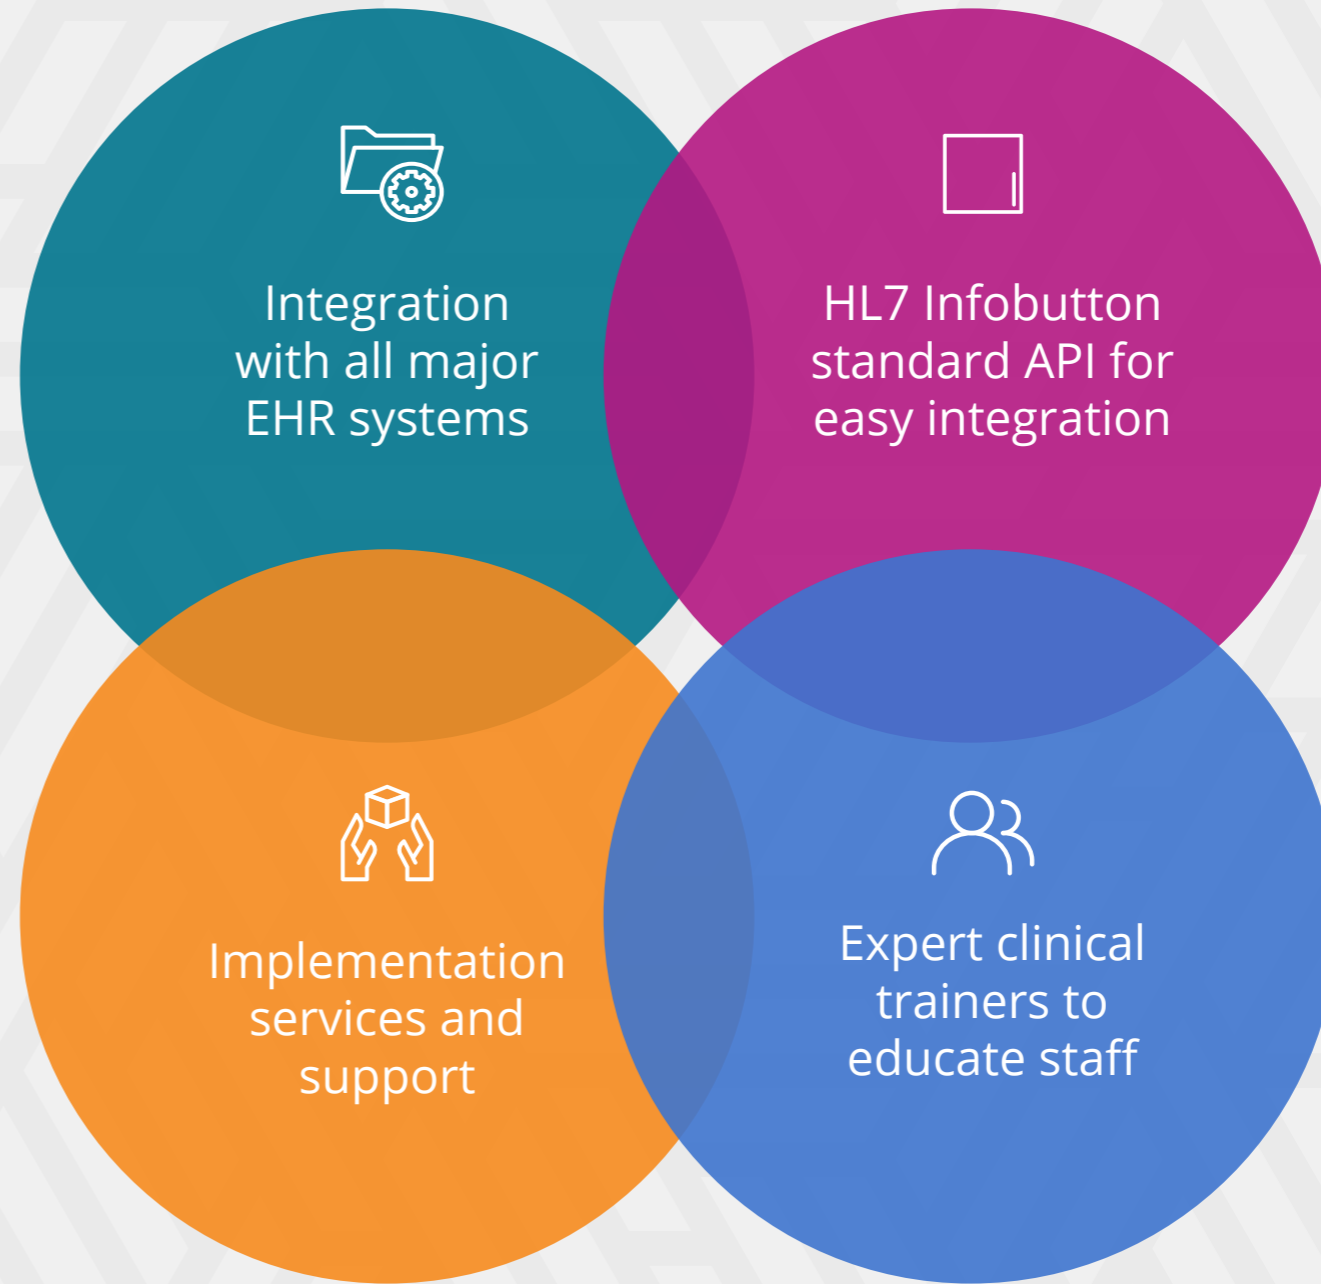 Integration
with all major
EHR systems
HL7 Infobutton
standard API for
easy integration
Implementation
services and
support
Expert clinical
trainers to
educate staff